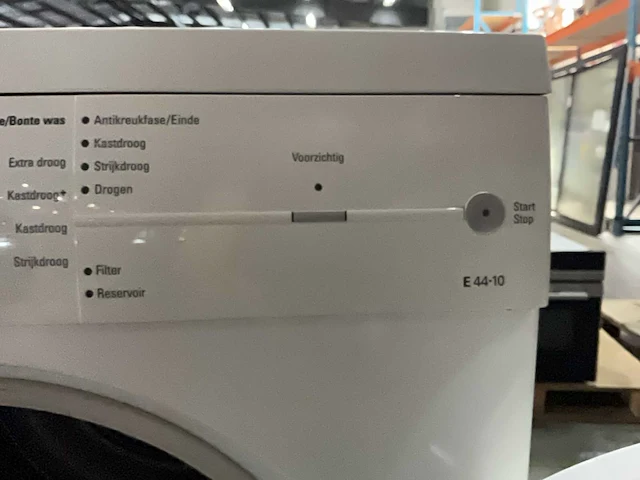 e/Bonte was
Extra droog
Kastdroog+
Kastdroog
Strijkdroog
Antikreukfase/Einde
Kastdroog
Strijkdroog
Drogen
Filter
Reservoir
Voorzichtig
Start
Stop
E 44-10